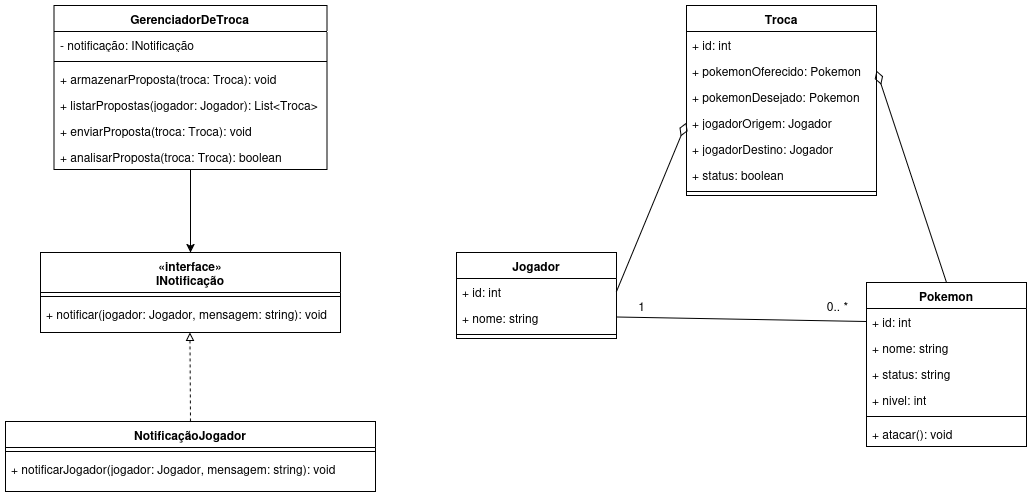 GerenciadorDeTroca
- notificação: INotificação
+ armazenarProposta(troca: Troca): void
+ listarPropostas(jogador: Jogador): List<Troca>
+ enviarProposta(troca: Troca): void
+ analisarProposta(troca: Troca): boolean
«interface»
INotificação
+ notificar(jogador: Jogador, mensagem: string): void
NotificaçãoJogador
+ notificarJogador(jogador: Jogador, mensagem: string): void
Troca
+ id: int
+ pokemonOferecido: Pokemon
+ pokemonDesejado: Pokemon
+ jogadorOrigem: Jogador
+ jogadorDestino: Jogador
+ status: boolean
Jogador
+ id: int
+ nome: string
1
0.. *
Pokemon
+ id: int
+ nome: string
+ status: string
+ nivel: int
+ atacar(): void